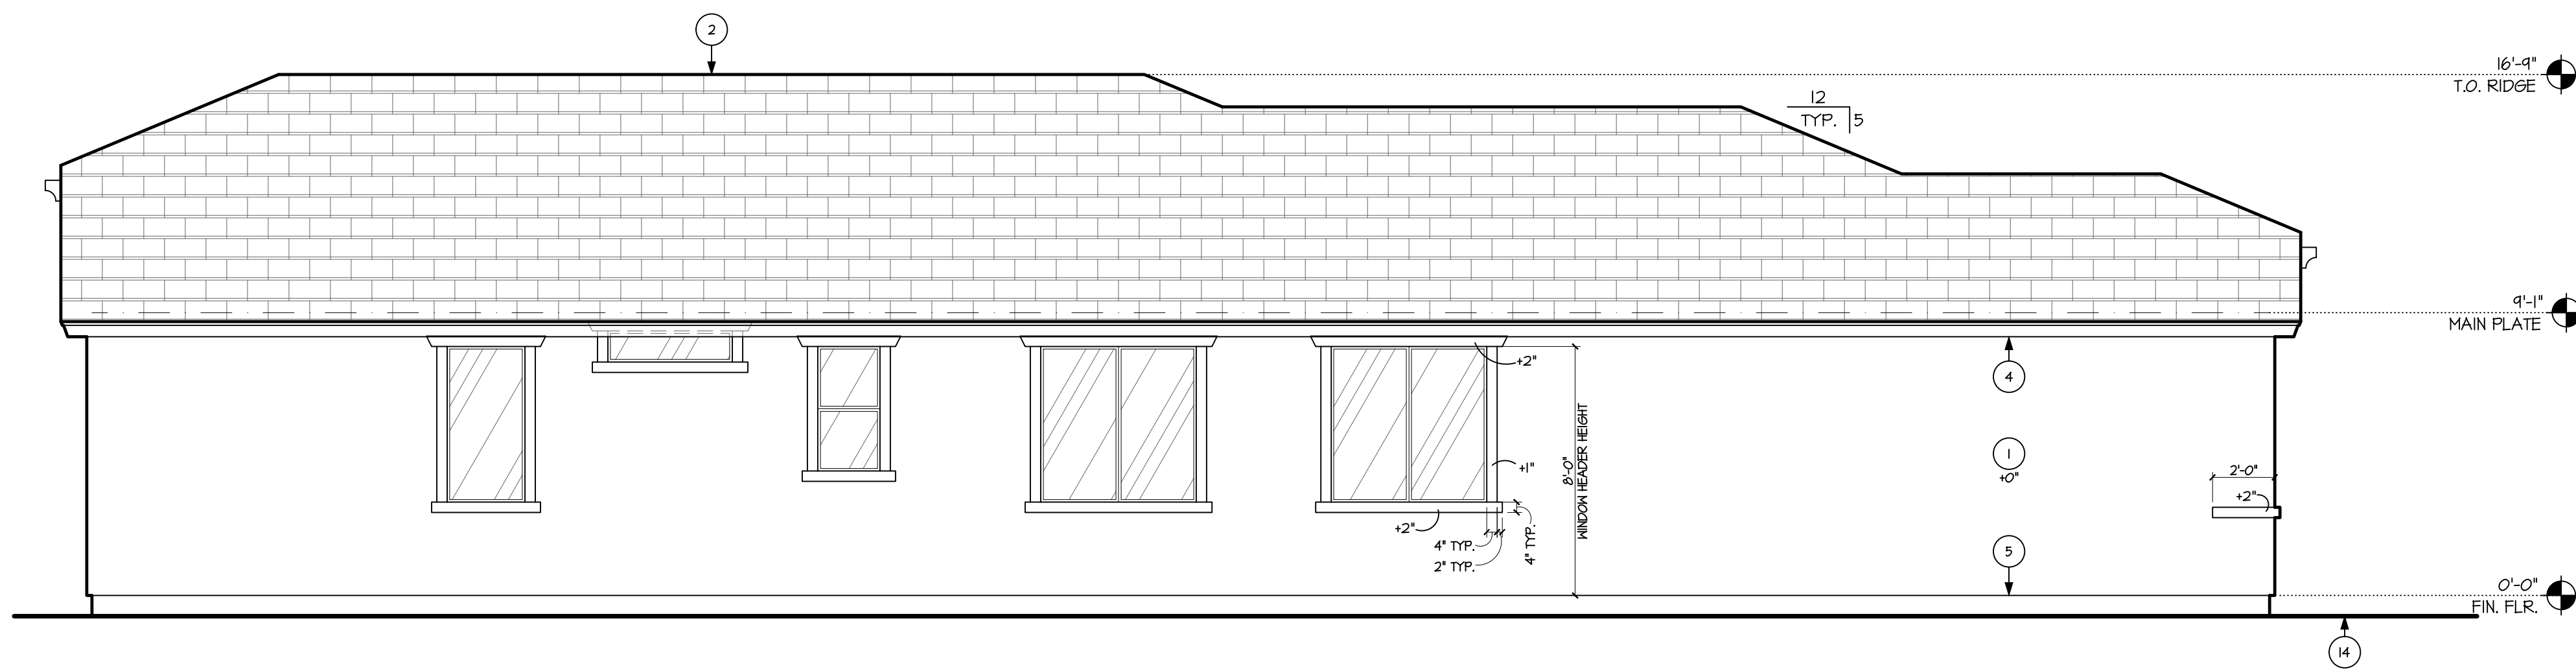 2
16'-9"
T.O. RIDGE
12
TYP. 5
9'-1"
MAIN PLATE
+2"
4
8'-0"
WINDOW HEADER HEIGHT
+1"
1
+0"
2'-0"
+2"
+2"
4" TYP.
2" TYP.
4" TYP.
5
0'-0"
FIN. FLR.
14